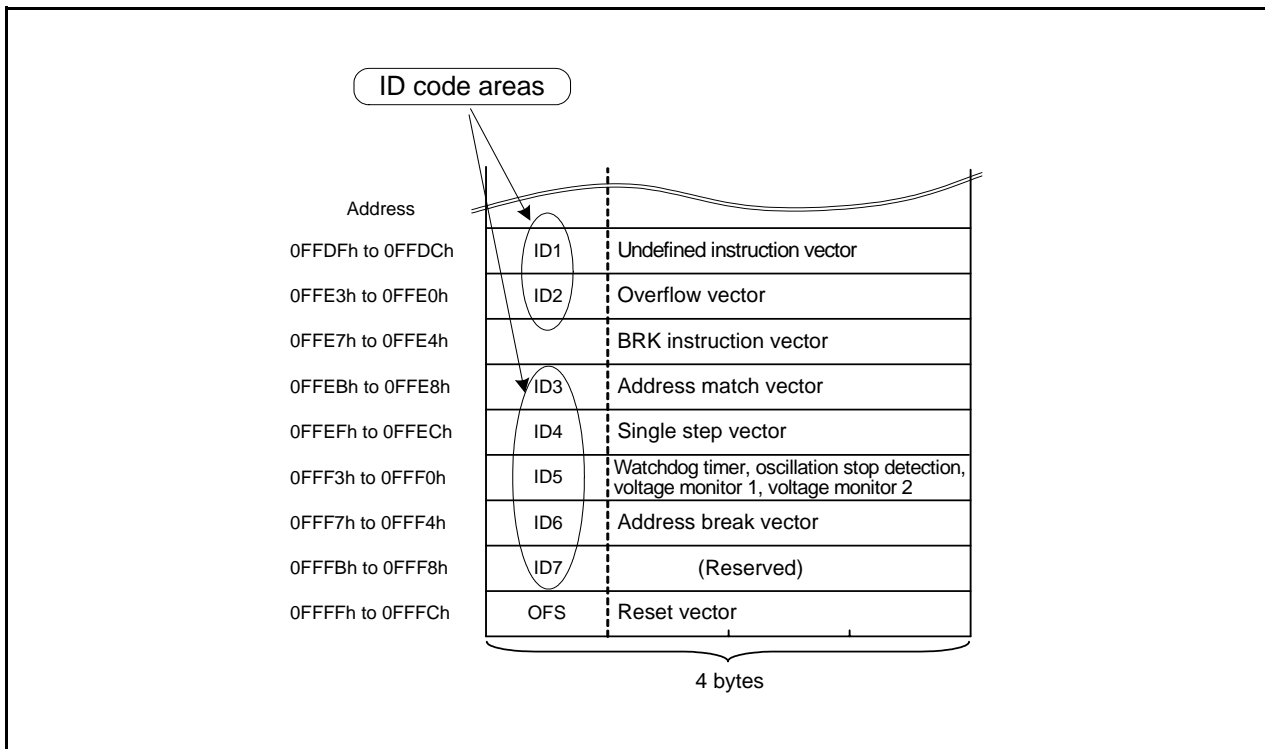 ID code areas
Address
0FFDFh to 0FFDCh ID1 Undefined instruction vector
0FFE3h to 0FFE0h ID2 Overflow vector
0FFE7h to 0FFE4h BRK instruction vector
0FFEBh to 0FFE8h ID3 Address match vector
0FFEFh to 0FFECh ID4 Single step vector
0FFF3h to 0FFF0h ID5 Watchdog timer, oscillation stop detection,
voltage monitor 1, voltage monitor 2
0FFF7h to 0FFF4h ID6 Address break vector
0FFFBh to 0FFF8h ID7 (Reserved)
0FFFFh to 0FFFCh OFS Reset vector
4 bytes